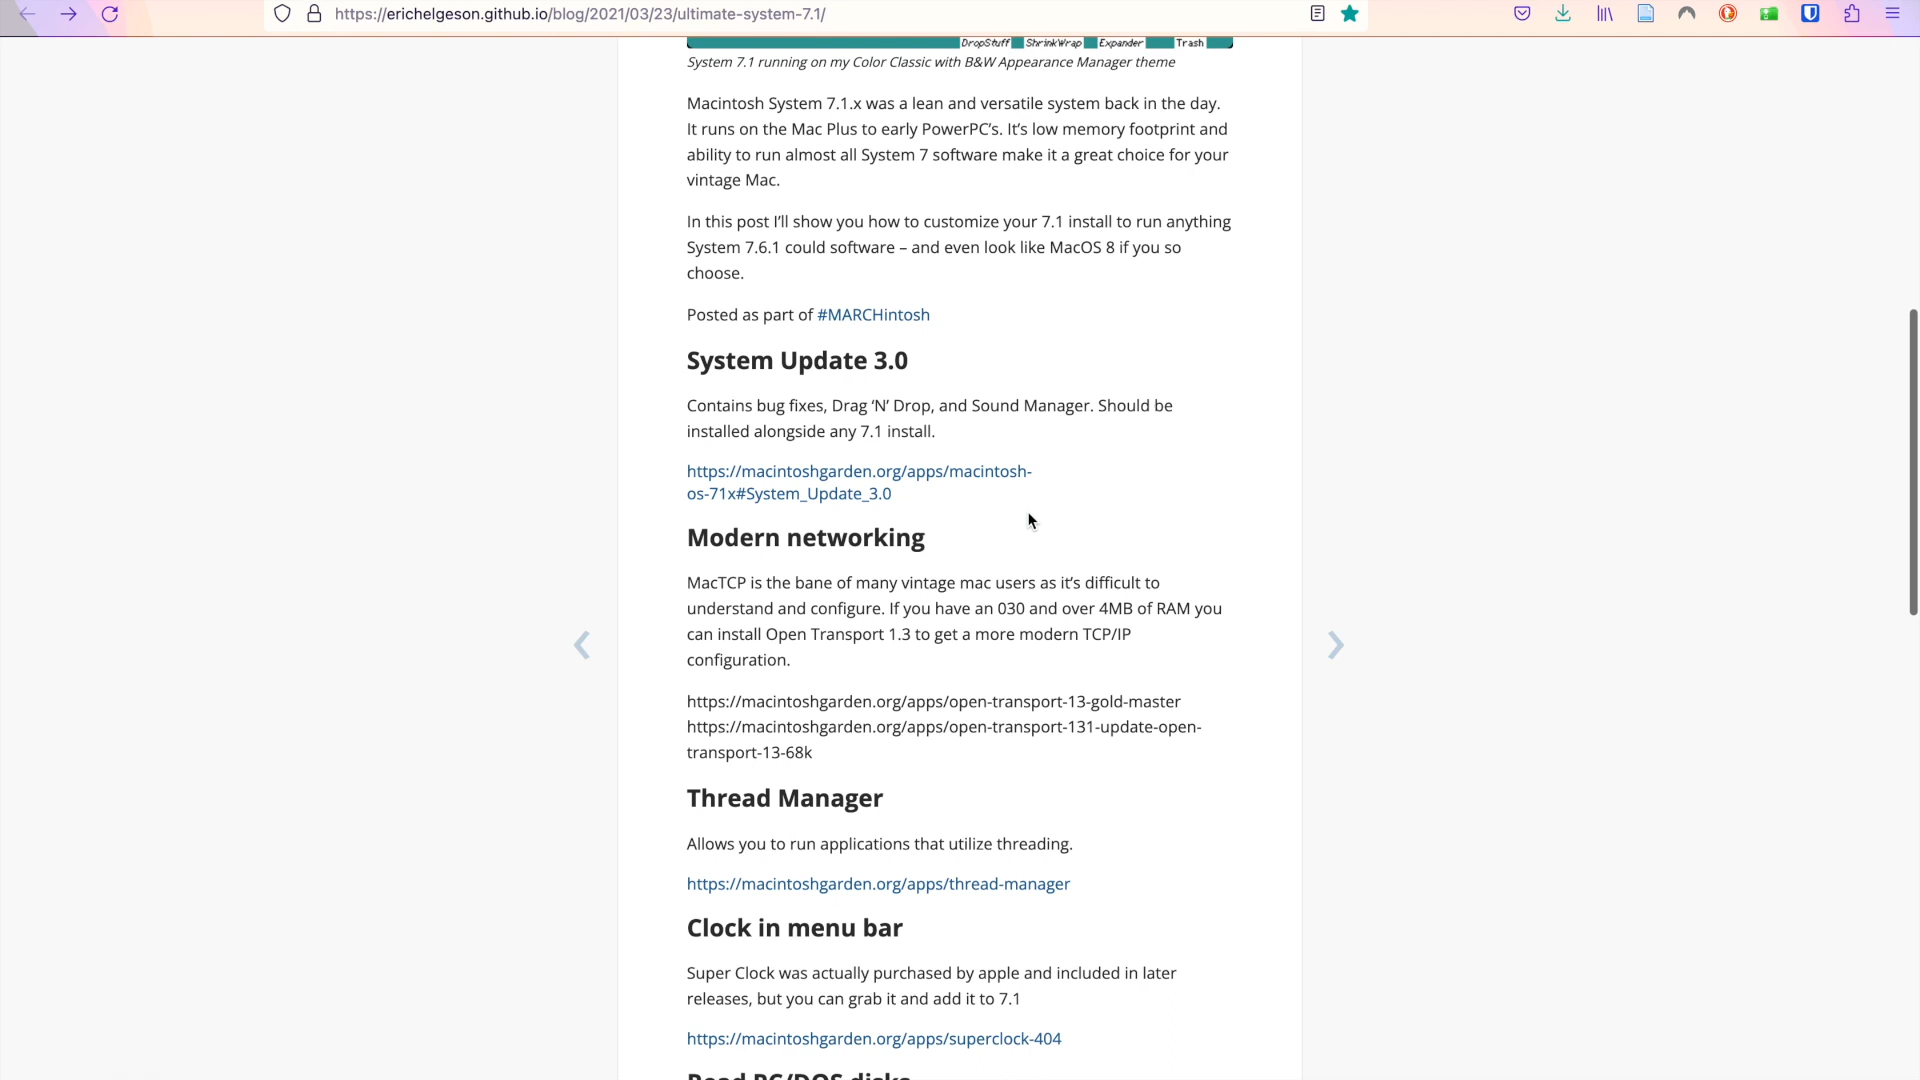 https://erichelgeson.github.io/blog/2021/03/23/ultimate-system-7.1/
DropStuff ShrinkWrap Expander Trash
System 7.1 running on my Color Classic with B&W Appearance Manager theme
Macintosh System 7.1.x was a lean and versatile system back in the day.
It runs on the Mac Plus to early PowerPC’s. It’s low memory footprint and
ability to run almost all System 7 software make it a great choice for your
vintage Mac.
In this post I’ll show you how to customize your 7.1 install to run anything
System 7.6.1 could software – and even look like MacOS 8 if you so
choose.
Posted as part of #MARCHintosh
System Update 3.0
Contains bug fixes, Drag ‘N’ Drop, and Sound Manager. Should be
installed alongside any 7.1 install.
https://macintoshgarden.org/apps/macintosh-
os-71x#System_Update_3.0
Modern networking
MacTCP is the bane of many vintage mac users as it’s difficult to
understand and configure. If you have an 030 and over 4MB of RAM you
can install Open Transport 1.3 to get a more modern TCP/IP
configuration.
https://macintoshgarden.org/apps/open-transport-13-gold-master
https://macintoshgarden.org/apps/open-transport-131-update-open-
transport-13-68k
Thread Manager
Allows you to run applications that utilize threading.
https://macintoshgarden.org/apps/thread-manager
Clock in menu bar
Super Clock was actually purchased by apple and included in later
releases, but you can grab it and add it to 7.1
https://macintoshgarden.org/apps/superclock-404
Read PC/DOS disks